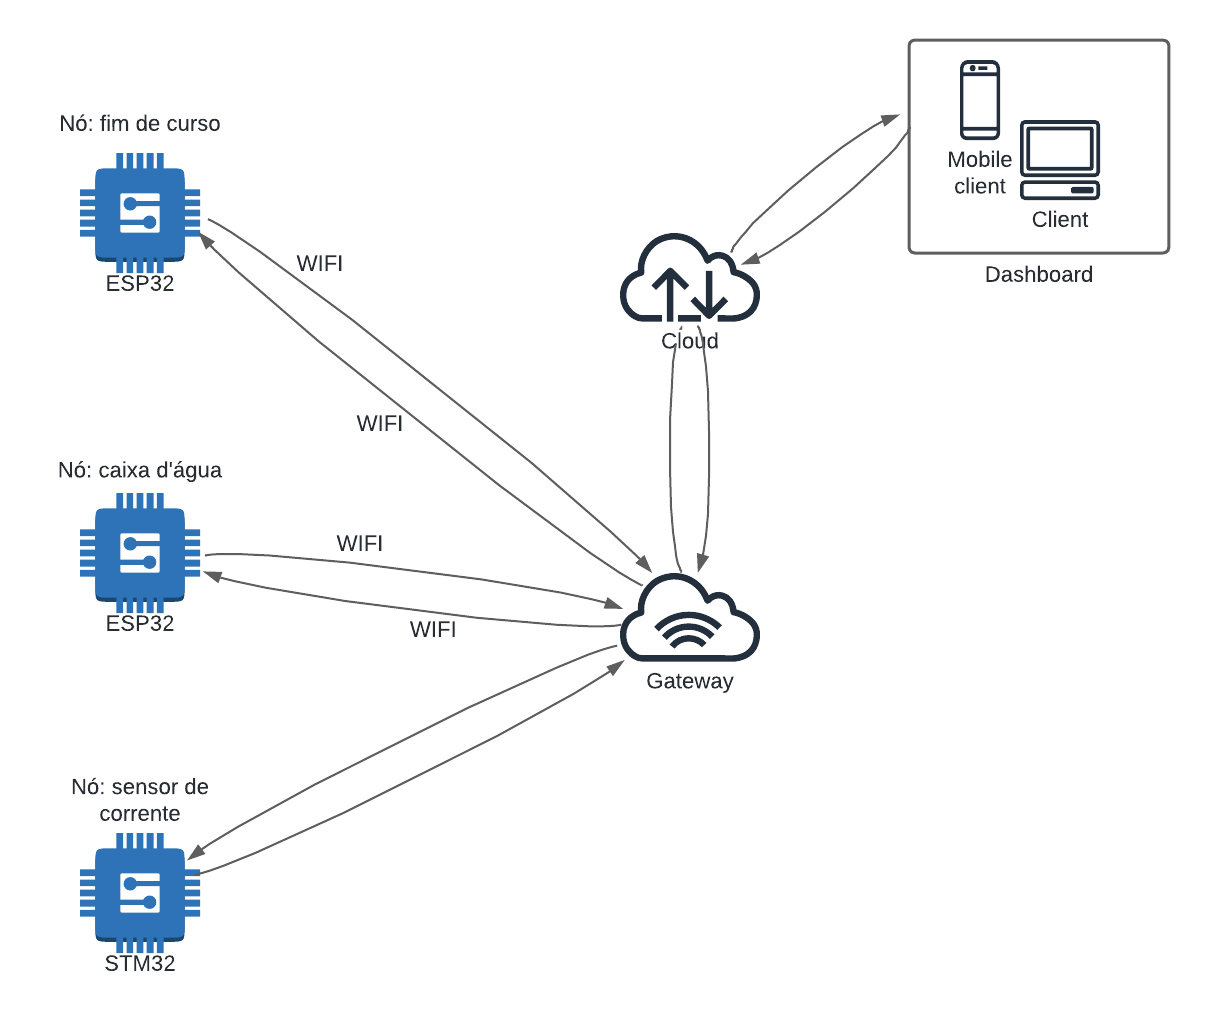 Nó: fim de curso
ESP32
WIFI
WIFI
Nó: caixa d'água
ESP32
WIFI
WIFI
Nó: sensor de
corrente
STM32
Gateway
Cloud
Mobile
client
Client
Dashboard